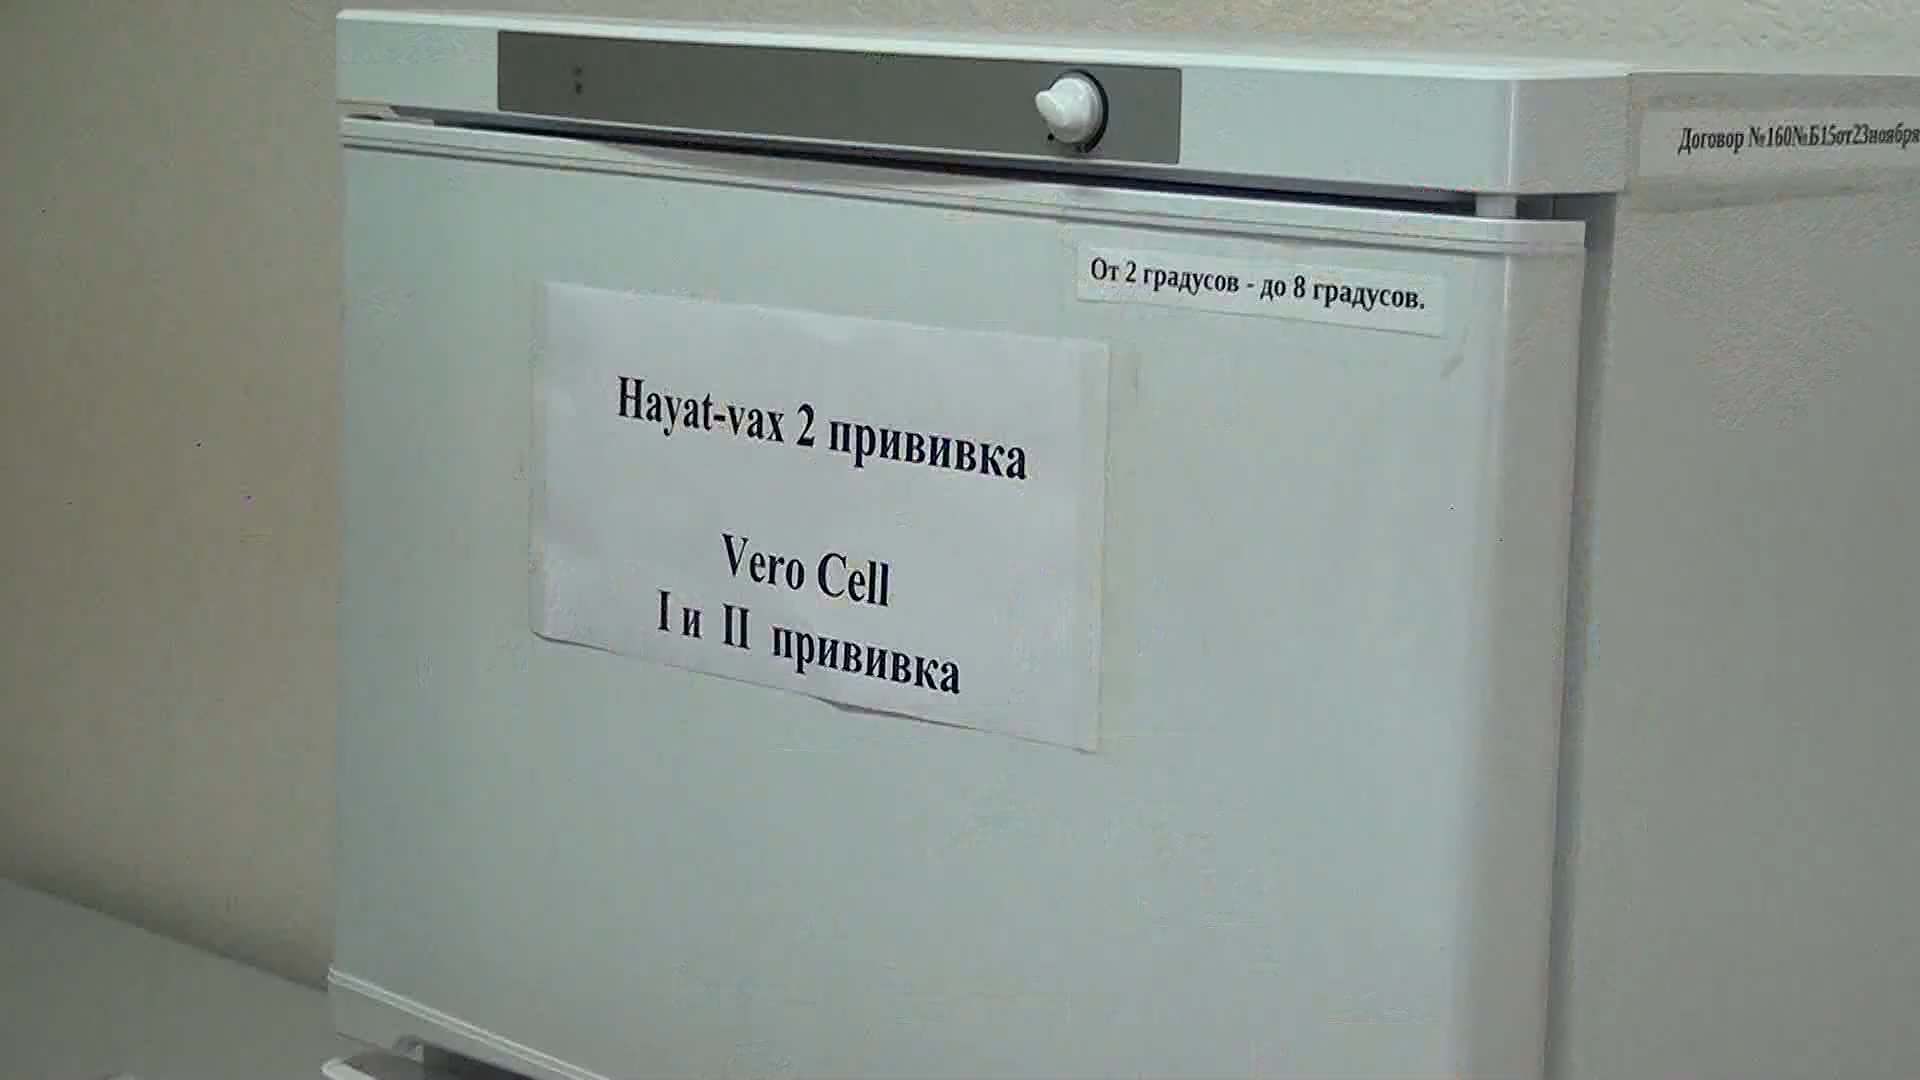 Договор №160№Б15от23ноября
От 2 градусов - до 8 градусов.
Hayat-vax 2 прививка
Vero Cell
I и II прививка